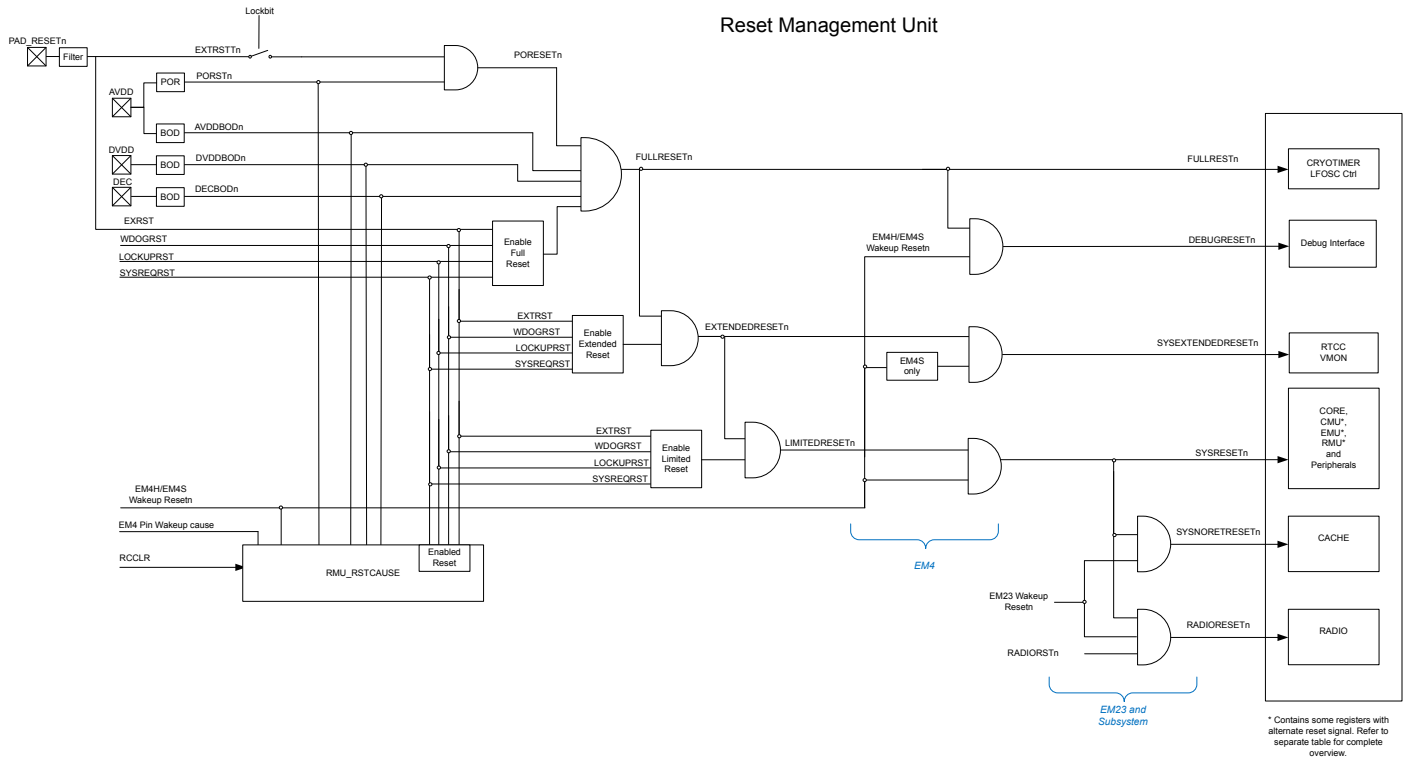 Reset Management Unit
Lockbit
PAD_RESETn
Filter
EXTRSTTn
PORESETn
AVDD
POR
PORSTn
BOD
AVDDBODn
DVDD
BOD
DVDDBODn
DEC
BOD
DECBODn
EXRST
WDOGRST
LOCKUPRST
SYSREQRST
Enable
Full
Reset
FULLRESETn
FULLRESTn
CRYOTIMER
LFOSC Ctrl
EM4H/EM4S
Wakeup Resetn
DEBUGRESETn
Debug Interface
EXTRST
WDOGRST
LOCKUPRST
SYSREQRST
Enable
Extended
Reset
EXTENDEDRESETn
EM4S
only
SYSEXTENDEDRESETn
RTCC
VMON
EXTRST
WDOGRST
LOCKUPRST
SYSREQRST
Enable
Limited
Reset
LIMITEDRESETn
SYSRESETn
CORE,
CMU*,
EMU*,
RMU*
and
Peripherals
EM4H/EM4S
Wakeup Resetn
EM4 Pin Wakeup cause
RCCLR
RMU_RSTCAUSE
Enabled
Reset
EM4
SYSNORETRESETn
CACHE
EM23 Wakeup
Resetn
RADIORSTn
RADIORESETn
RADIO
EM23 and
Subsystem
* Contains some registers with
alternate reset signal. Refer to
separate table for complete
overview.